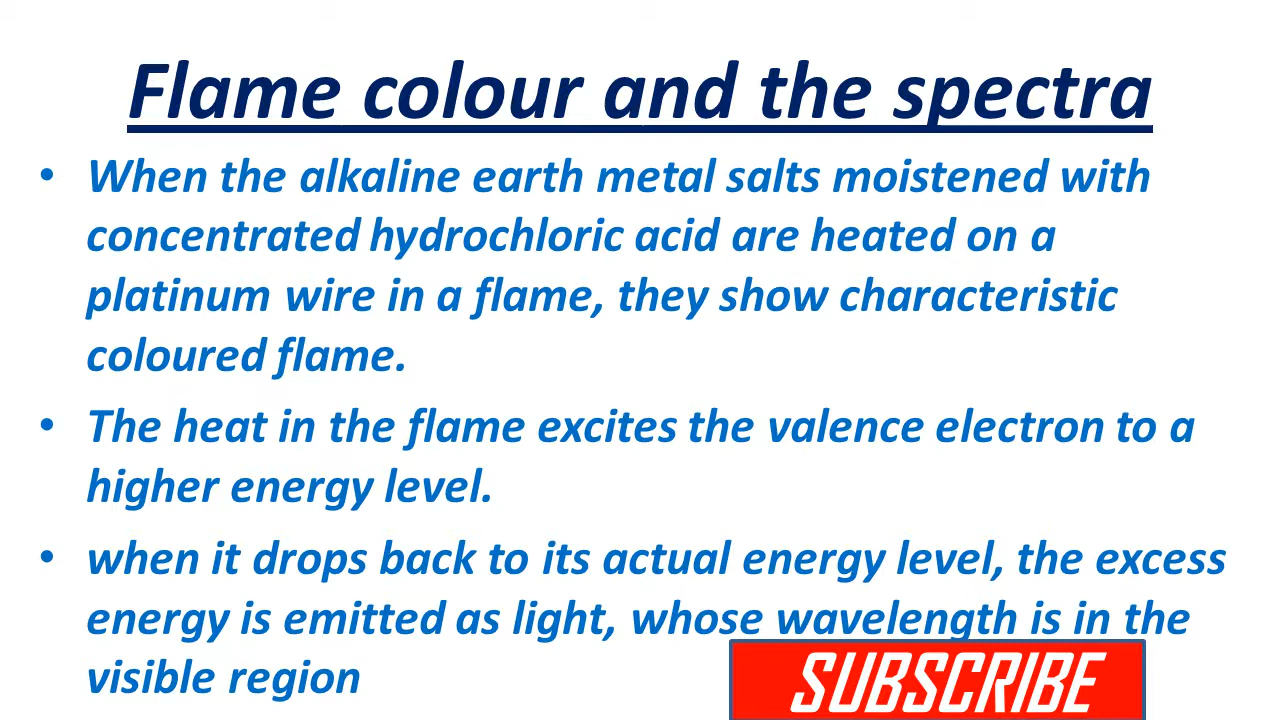 Flame colour and the spectra
• When the alkaline earth metal salts moistened with
concentrated hydrochloric acid are heated on a
platinum wire in a flame, they show characteristic
coloured flame.
• The heat in the flame excites the valence electron to a
higher energy level.
• when it drops back to its actual energy level, the excess
energy is emitted as light, whose wavelength is in the
visible region
SUBSCRIBE